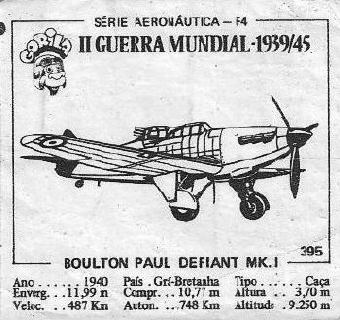 SÉRIE AERONÁUTICA - F4
GORILA
II GUERRA MUNDIAL - 1939/45
395
BOULTON PAUL DEFIANT MK.I
Ano . . . . . . 1940 País . Grï-Bretanha Tipo . . . . . Caça
Enverg. . . 11,99 m Compr. . . 10,7 m Altura . . . 3,70 m
Veloc. . . . 487 Km Auton. . . . 748 Km Altitude . 9.250 m